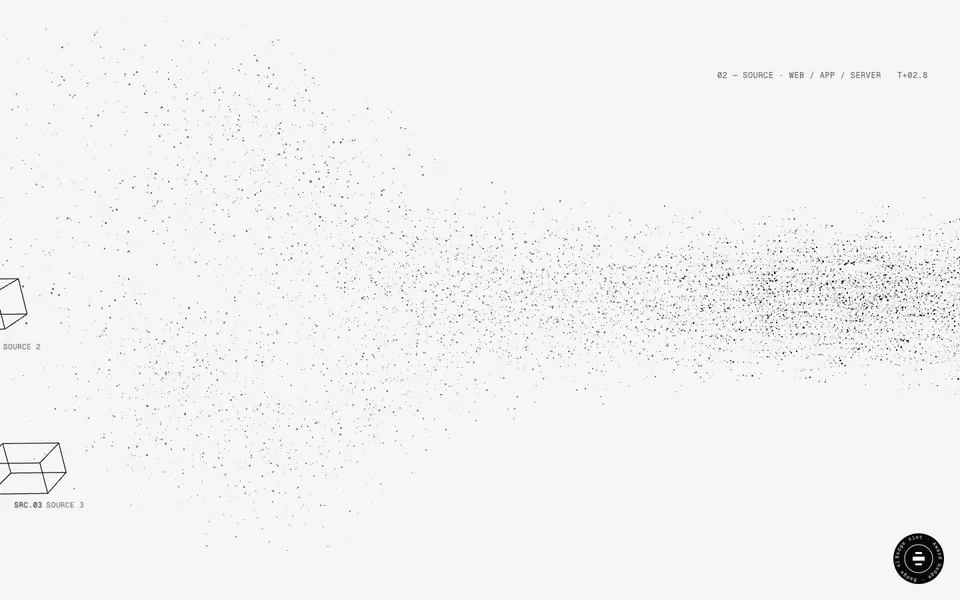 02 — SOURCE · WEB / APP / SERVER T+02.8
SOURCE 2
SRC.03 SOURCE 3